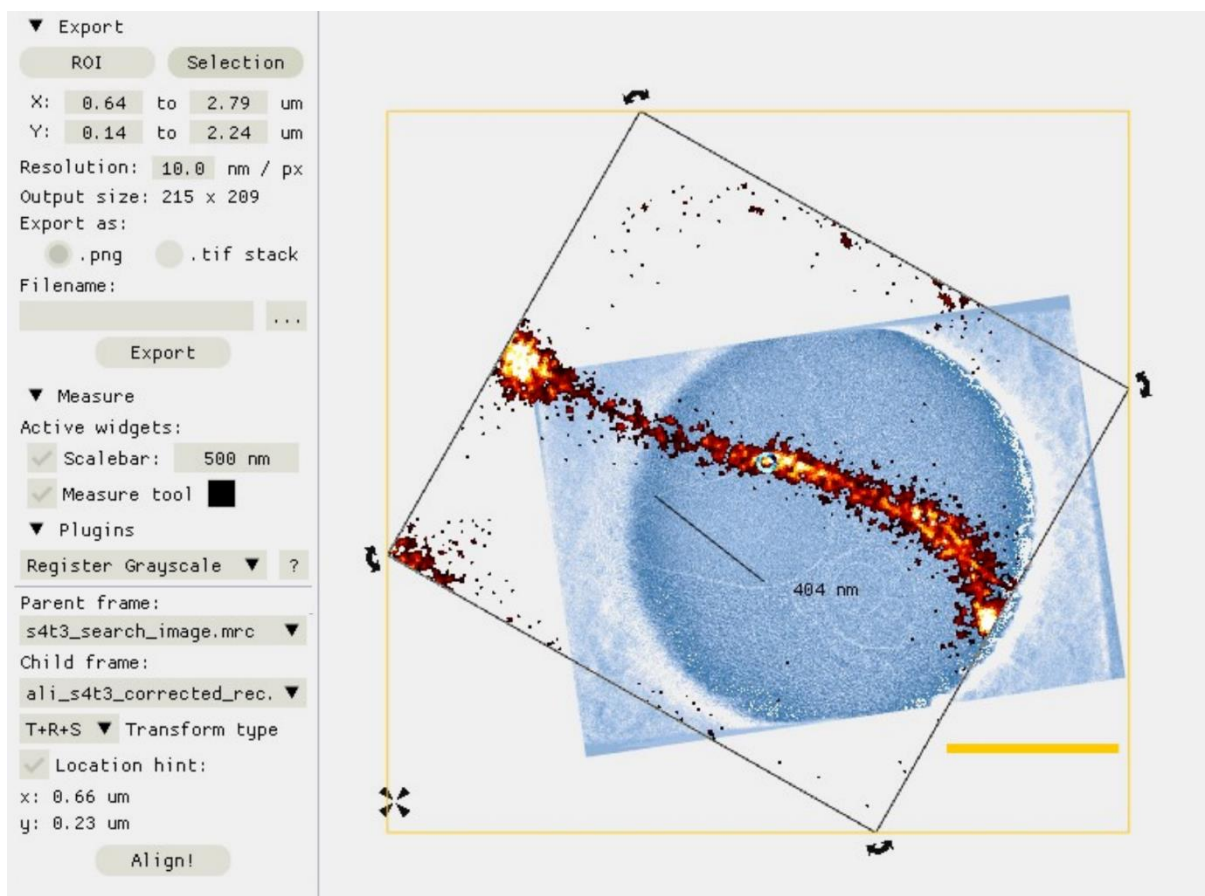 ▼ Export
ROI Selection
X: 0.64 to 2.79 um
Y: 0.14 to 2.24 um
Resolution: 10.0 nm / px
Output size: 215 x 209
Export as:
.png .tif stack
Filename:
...
Export
▼ Measure
Active widgets:
Scalebar: 500 nm
Measure tool
▼ Plugins
Register Grayscale ▼ ?
Parent frame:
s4t3_search_image.mrc ▼
Child frame:
ali_s4t3_corrected_rec. ▼
T+R+S ▼ Transform type
Location hint:
x: 0.66 um
y: 0.23 um
Align!
404 nm